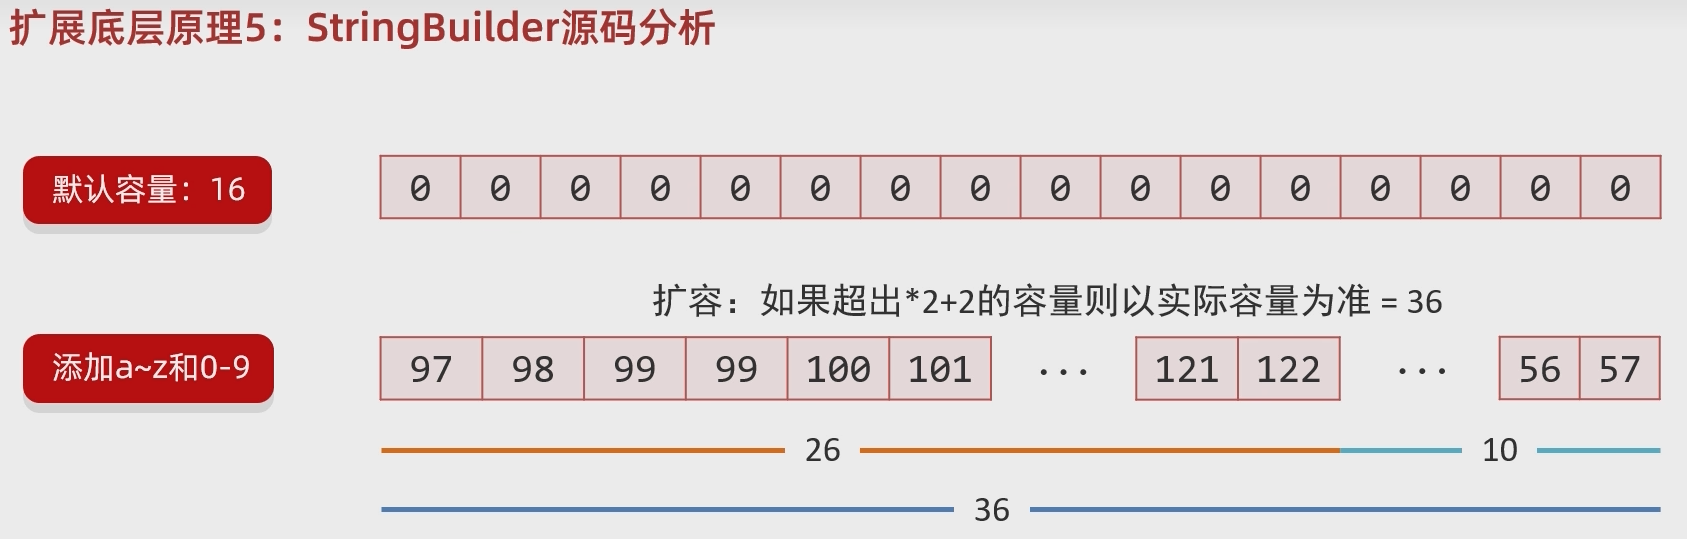 扩展底层原理5：StringBuilder源码分析
默认容量：16 0 0 0 0 0 0 0 0 0 0 0 0 0 0 0 0
扩容：如果超出*2+2的容量则以实际容量为准 = 36
添加a~z和0-9 97 98 99 99 100 101 ... 121 122 ... 56 57
26 10
36